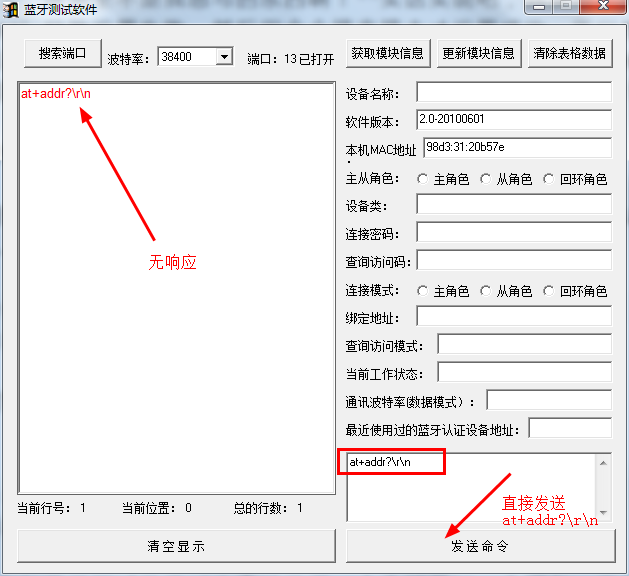 蓝牙测试软件
搜索端口 波特率: 38400 端口: 13 已打开
获取模块信息 更新模块信息 清除表格数据
at+addr?\r\n
无响应
设备名称:
软件版本: 2.0-20100601
本机MAC地址: 98d3:31:20b57e
主从角色: 主角色 从角色 回环角色
设备类:
连接密码:
查询访问码:
连接模式: 主角色 从角色 回环角色
绑定地址:
查询访问模式:
当前工作状态:
通讯波特率(数据模式):
最近使用过的蓝牙认证设备地址:
at+addr?\r\n
直接发送
at+addr?\r\n
当前行号: 1 当前位置: 0 总的行数: 1
清空显示
发送命令